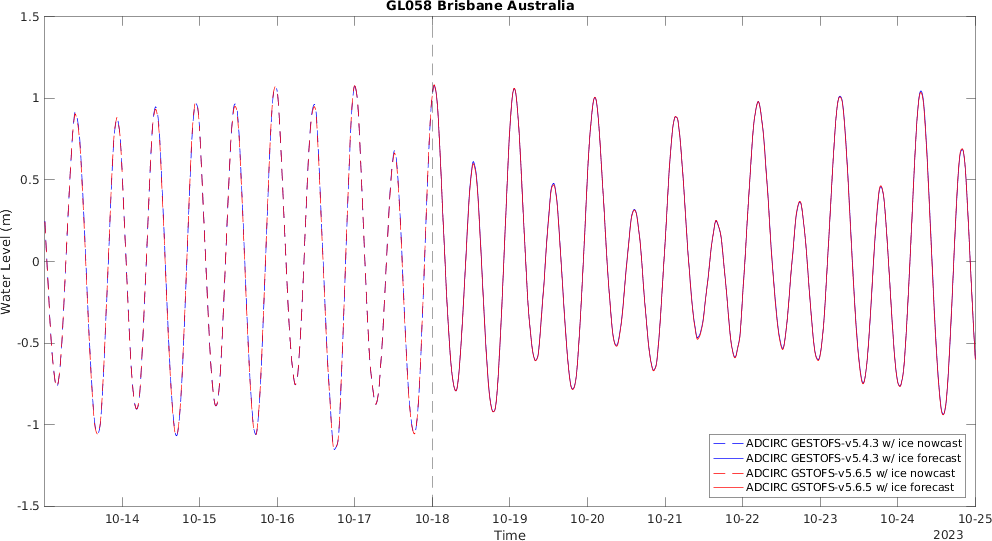 GL058 Brisbane Australia
1.5
1
0.5
0
-0.5
-1
-1.5
Water Level (m)
10-14 10-15 10-16 10-17 10-18 10-19 10-20 10-21 10-22 10-23 10-24 10-25
Time
2023
ADCIRC GESTOFS-v5.4.3 w/ ice nowcast
ADCIRC GESTOFS-v5.4.3 w/ ice forecast
ADCIRC GSTOFS-v5.6.5 w/ ice nowcast
ADCIRC GSTOFS-v5.6.5 w/ ice forecast